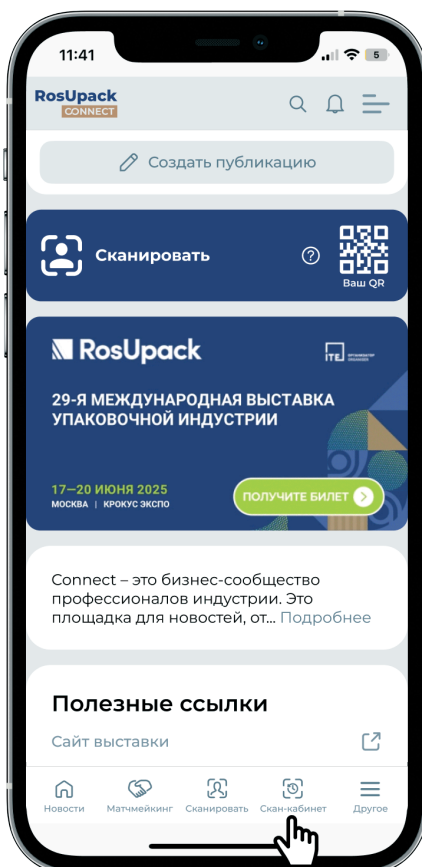 11:41
5
RosUpack
CONNECT
Создать публикацию
Сканировать
?
Ваш QR
RosUpack
ITE
29-Я МЕЖДУНАРОДНАЯ ВЫСТАВКА
УПАКОВОЧНОЙ ИНДУСТРИИ
17—20 ИЮНЯ 2025
МОСКВА | КРОКУС ЭКСПО
ПОЛУЧИТЕ БИЛЕТ
Connect – это бизнес-сообщество
профессионалов индустрии. Это
площадка для новостей, от... Подробнее
Полезные ссылки
Сайт выставки
Новости Матчмейкинг Сканировать Скан-кабинет Другое